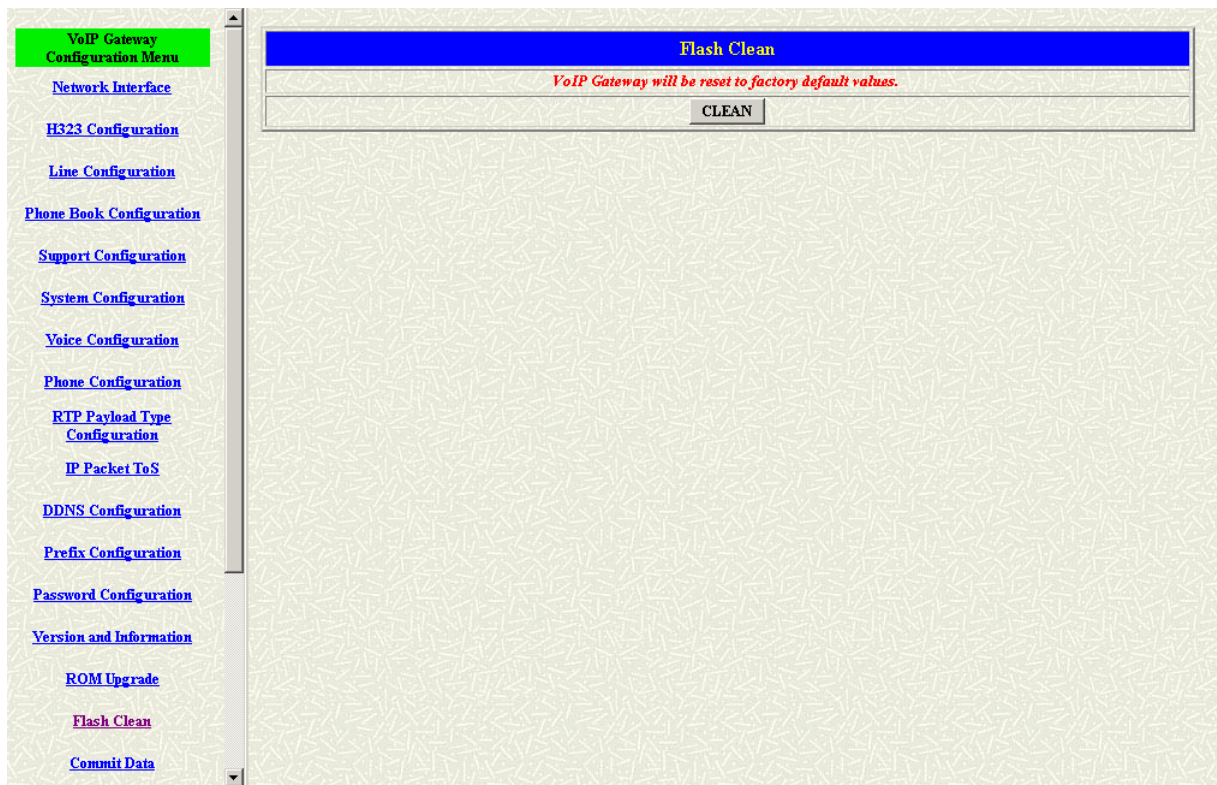 VoIP Gateway
Configuration Menu
Network Interface
H323 Configuration
Line Configuration
Phone Book Configuration
Support Configuration
System Configuration
Voice Configuration
Phone Configuration
RTP Payload Type
Configuration
IP Packet ToS
DDNS Configuration
Prefix Configuration
Password Configuration
Version and Information
ROM Upgrade
Flash Clean
Commit Data
Flash Clean
VoIP Gateway will be reset to factory default values.
CLEAN